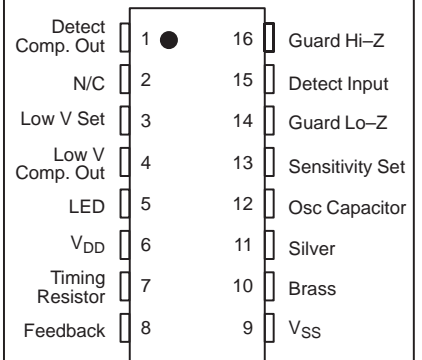 Detect
Comp. Out 1 16 Guard Hi–Z
N/C 2 15 Detect Input
Low V Set 3 14 Guard Lo–Z
Low V
Comp. Out 4 13 Sensitivity Set
LED 5 12 Osc Capacitor
VDD 6 11 Silver
Timing
Resistor 7 10 Brass
Feedback 8 9 VSS